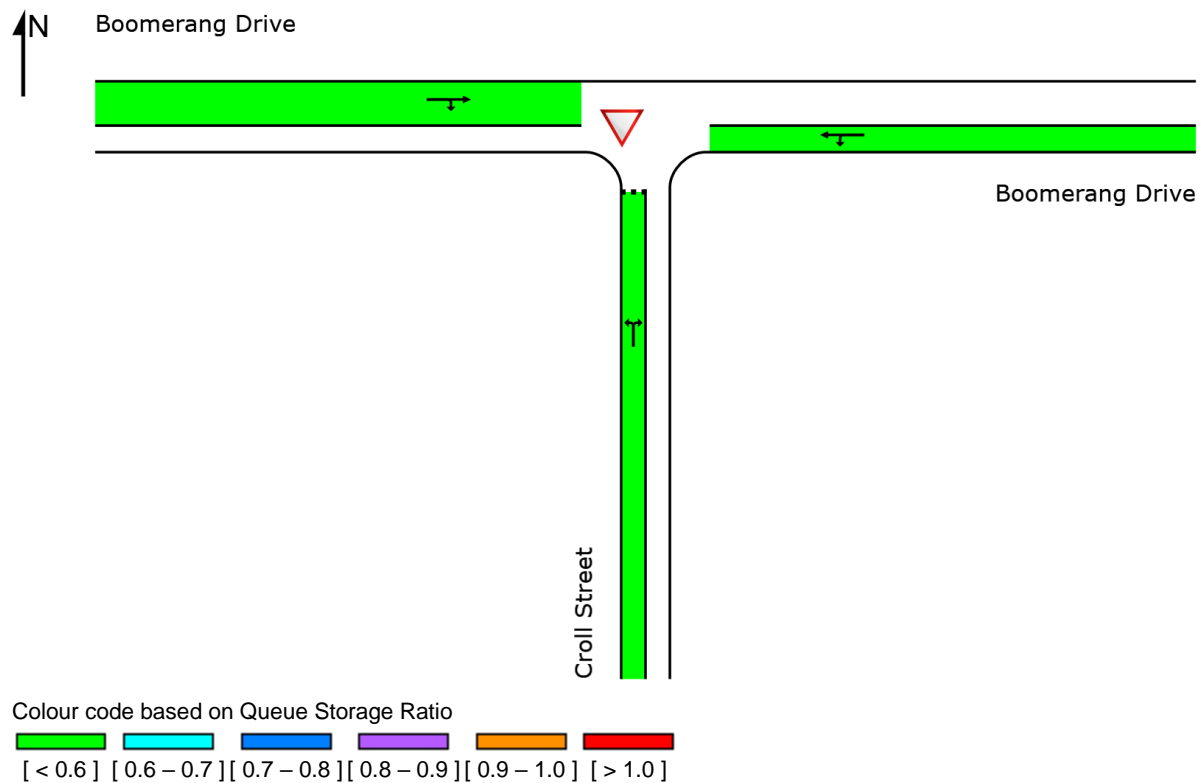 N
Boomerang Drive
Boomerang Drive
Croll Street
Colour code based on Queue Storage Ratio
[ < 0.6 ] [ 0.6 – 0.7 ] [ 0.7 – 0.8 ] [ 0.8 – 0.9 ] [ 0.9 – 1.0 ] [ > 1.0 ]